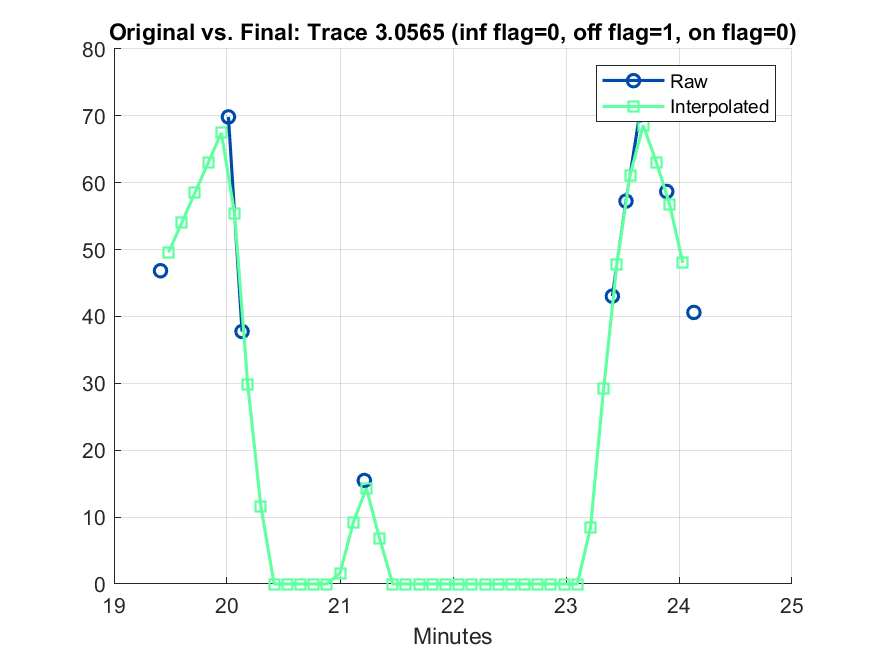 Original vs. Final: Trace 3.0565 (inf flag=0, off flag=1, on flag=0)
80
70
60
50
40
30
20
10
0
Raw
Interpolated
19 20 21 22 23 24 25
Minutes